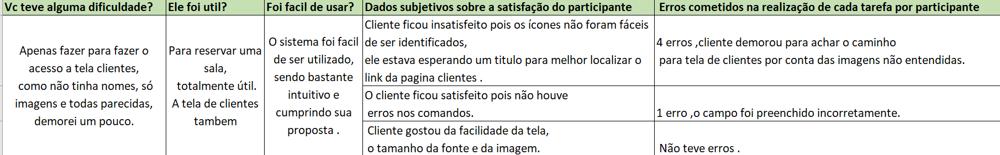 Vc teve alguma dificuldade?
Ele foi util?
Foi facil de usar?
Dados subjetivos sobre a satisfação do participante
Erros cometidos na realização de cada tarefa por participante
Apenas fazer para fazer o
acesso a tela clientes,
como não tinha nomes, só
imagens e todas parecidas,
demorei um pouco.
Para reservar uma
sala,
totalmente útil.
A tela de clientes
tambem
O sistema foi facil
de ser utilizado,
sendo bastante
intuitivo e
cumprindo sua
proposta .
Cliente ficou insatisfeito pois os ícones não foram fáceis
de ser identificados,
ele estava esperando um titulo para melhor localizar o
link da pagina clientes .
4 erros ,cliente demorou para achar o caminho
para tela de clientes por conta das imagens não entendidas.
O cliente ficou satisfeito pois não houve
erros nos comandos.
1 erro ,o campo foi preenchido incorretamente.
Cliente gostou da facilidade da tela,
o tamanho da fonte e da imagem.
Não teve erros .